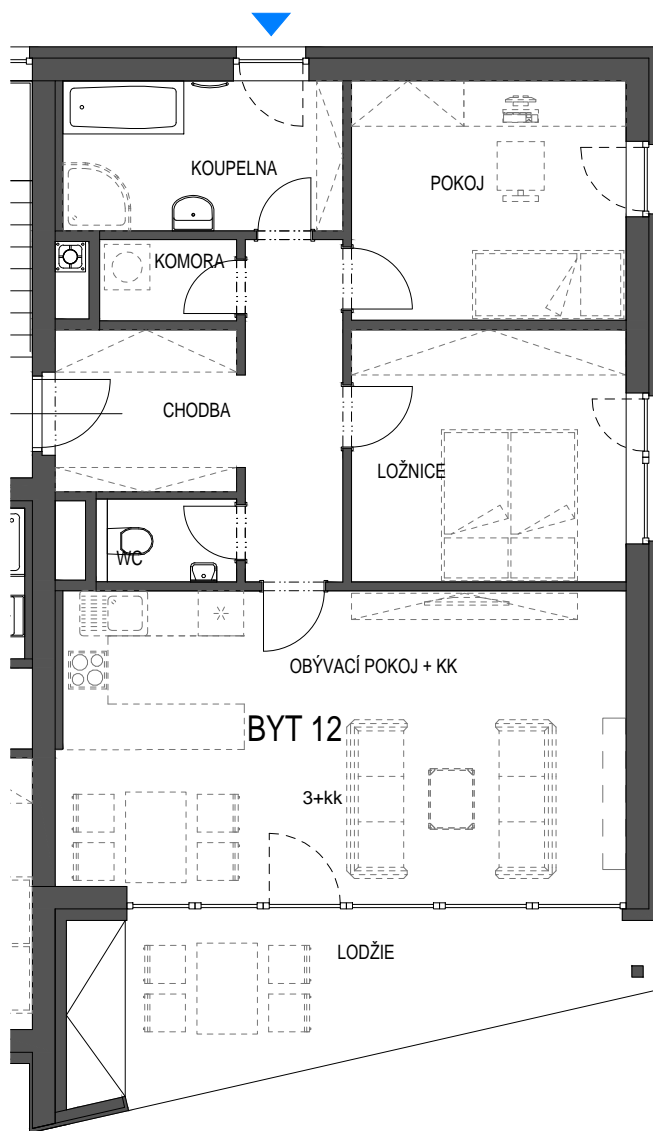 KOUPELNA
POKOJ
KOMORA
CHODBA
LOŽNICE
WC
OBÝVACÍ POKOJ + KK
BYT 12
3+kk
LODŽIE